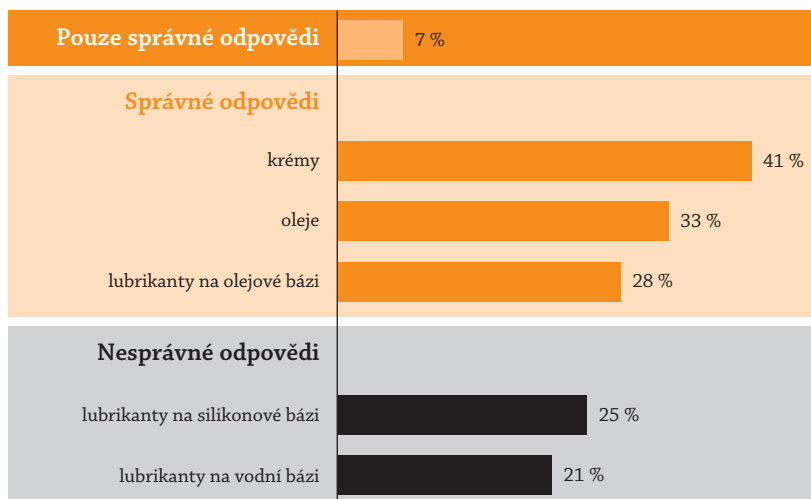 Pouze správné odpovědi 7 %
Správné odpovědi
krémy 41 %
oleje 33 %
lubrikanty na olejové bázi 28 %
Nesprávné odpovědi
lubrikanty na silikonové bázi 25 %
lubrikanty na vodní bázi 21 %